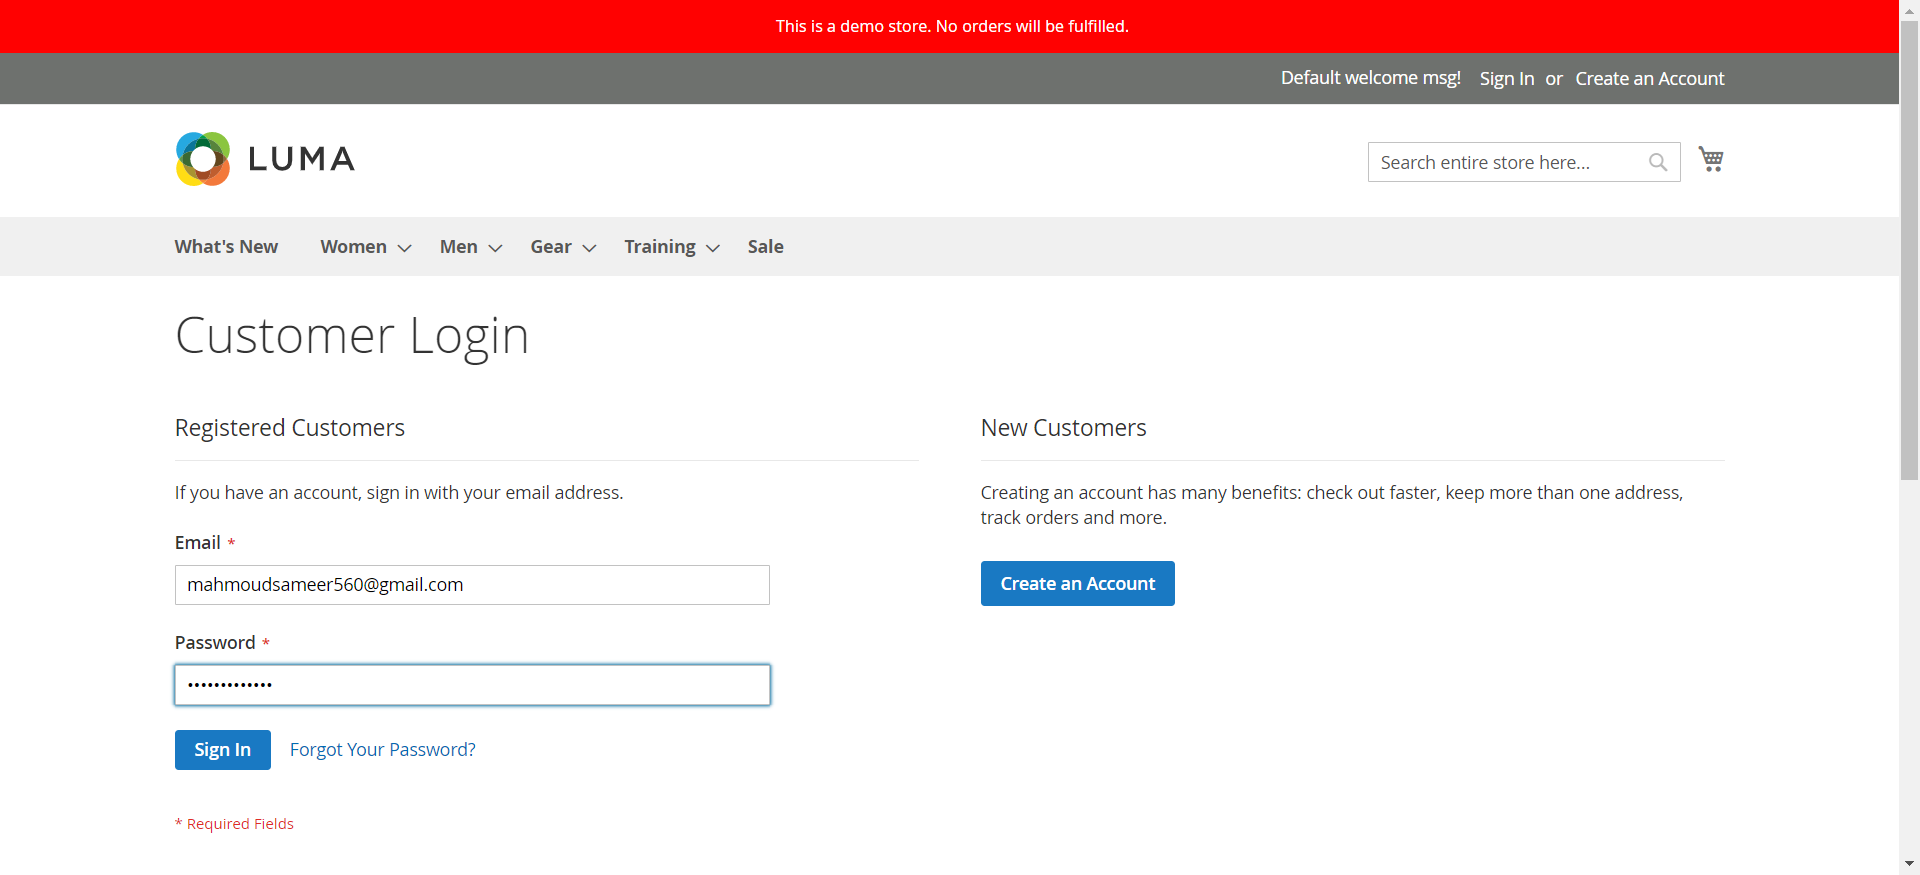 This is a demo store. No orders will be fulfilled.
Default welcome msg! Sign In or Create an Account
LUMA
Search entire store here...
What's New Women Men Gear Training Sale
Customer Login
Registered Customers
If you have an account, sign in with your email address.
Email *
mahmoudsameer560@gmail.com
Password *
•••••••••••••
Sign In Forgot Your Password?
* Required Fields
New Customers
Creating an account has many benefits: check out faster, keep more than one address,
track orders and more.
Create an Account